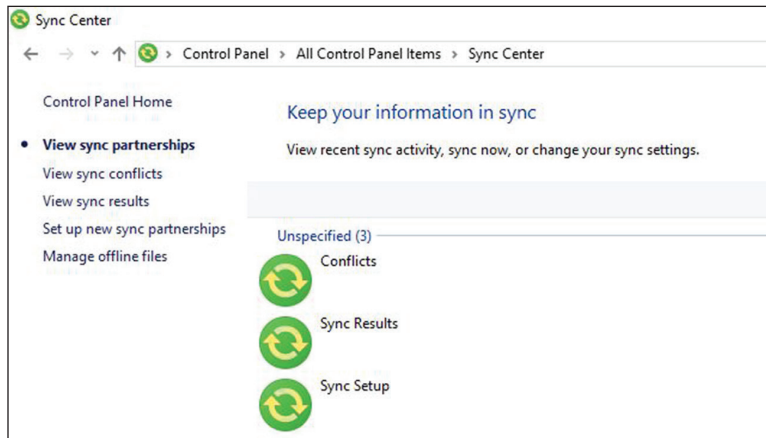 Sync Center
Control Panel > All Control Panel Items > Sync Center
Control Panel Home
View sync partnerships
View sync conflicts
View sync results
Set up new sync partnerships
Manage offline files
Keep your information in sync
View recent sync activity, sync now, or change your sync settings.
Unspecified (3)
Conflicts
Sync Results
Sync Setup